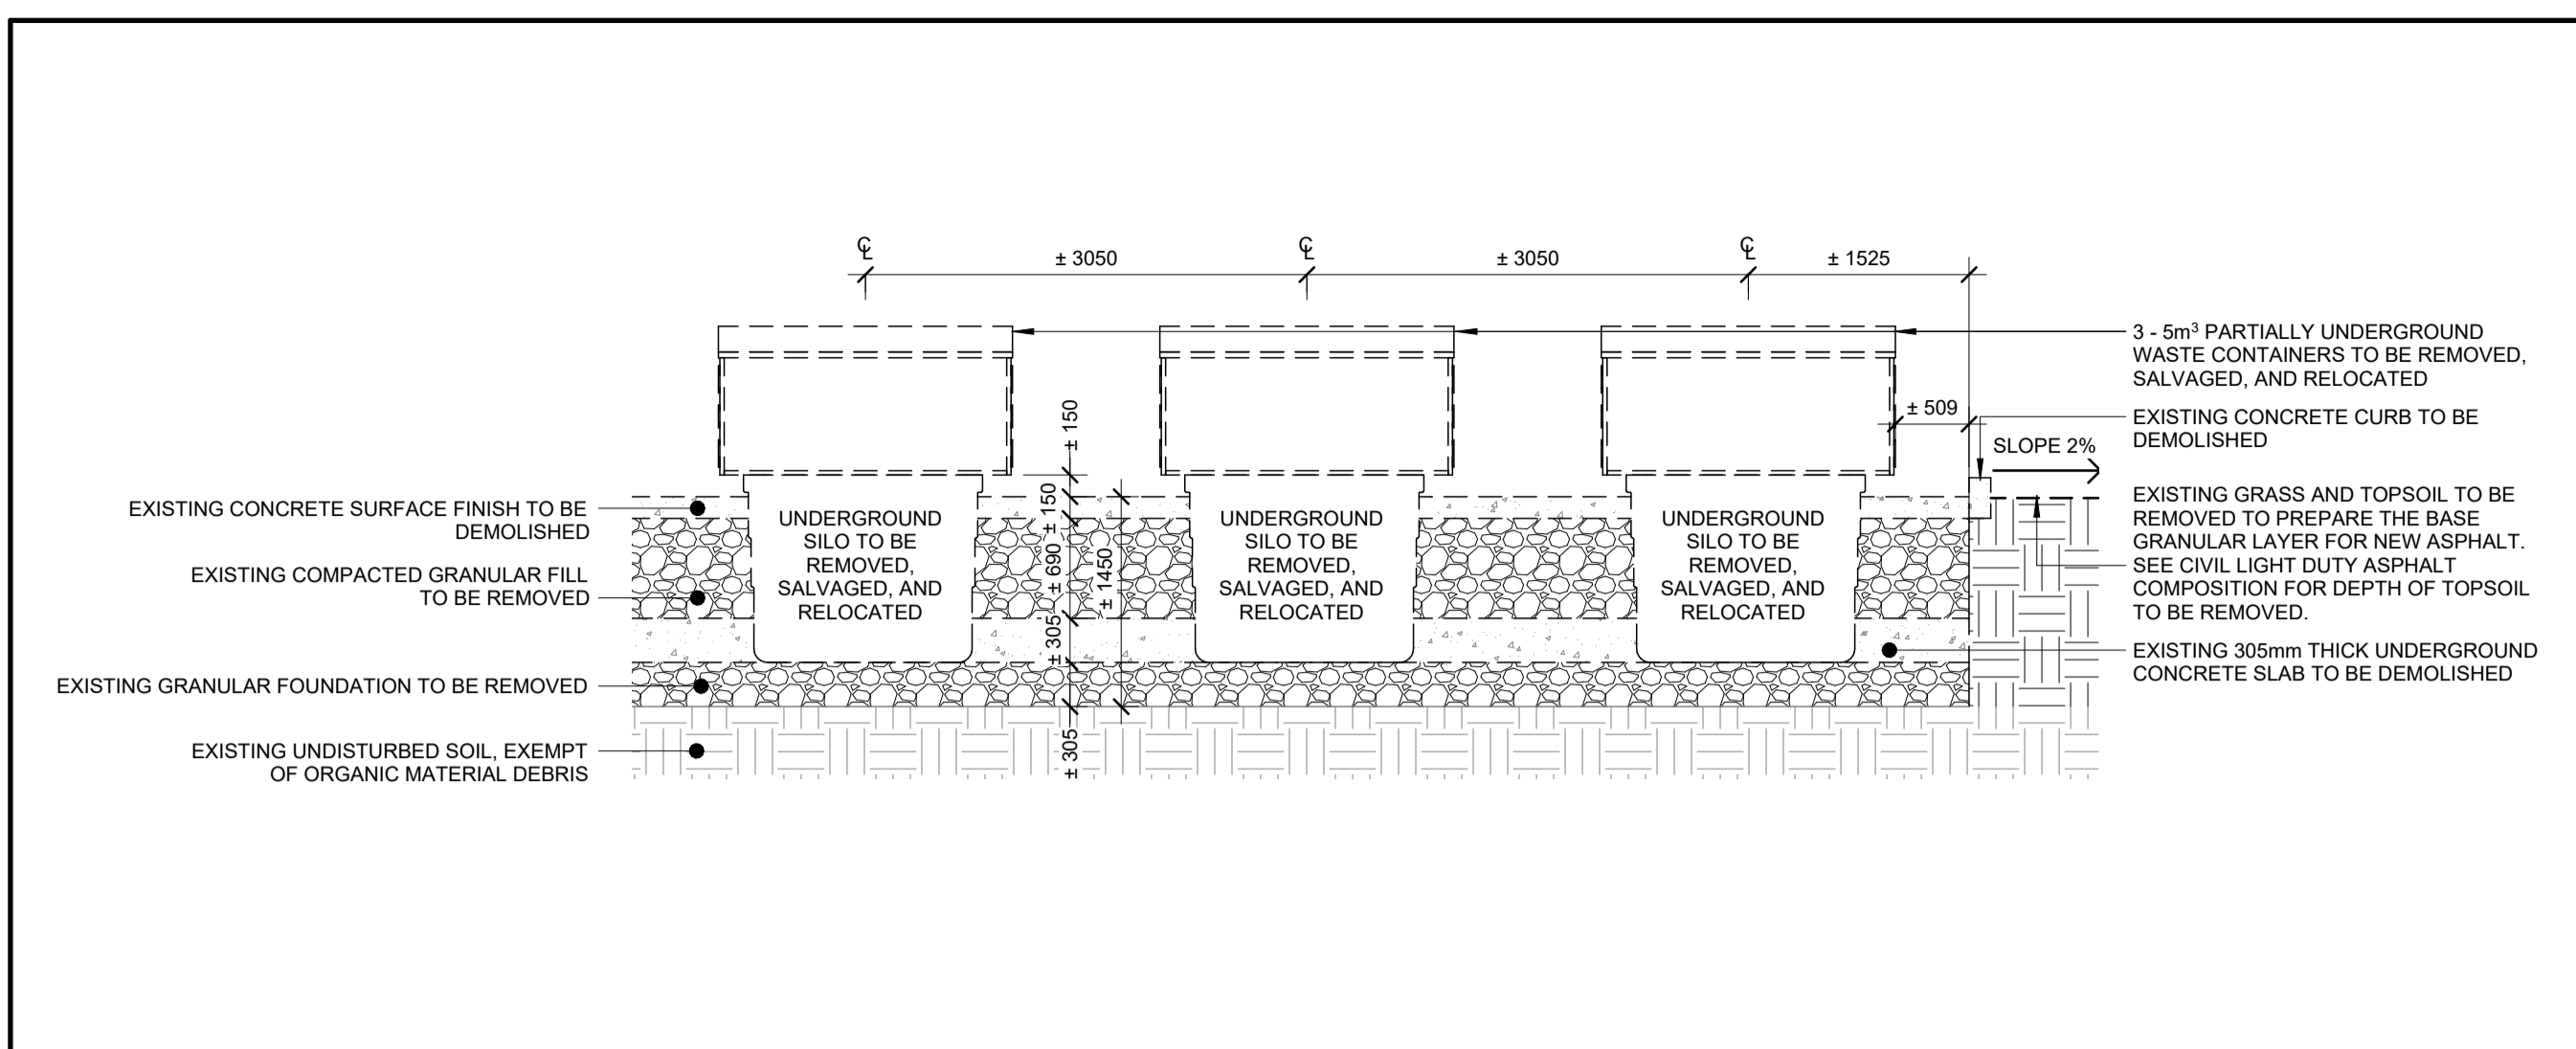 ℄ ℄ ℄
± 3050 ± 3050 ± 1525
3 - 5m³ PARTIALLY UNDERGROUND
WASTE CONTAINERS TO BE REMOVED,
SALVAGED, AND RELOCATED
± 509
EXISTING CONCRETE CURB TO BE
DEMOLISHED
SLOPE 2%
± 150
± 150
± 690
± 305
± 305
± 1450
EXISTING CONCRETE SURFACE FINISH TO BE
DEMOLISHED
EXISTING COMPACTED GRANULAR FILL
TO BE REMOVED
EXISTING GRANULAR FOUNDATION TO BE REMOVED
EXISTING UNDISTURBED SOIL, EXEMPT
OF ORGANIC MATERIAL DEBRIS
UNDERGROUND
SILO TO BE
REMOVED,
SALVAGED, AND
RELOCATED
UNDERGROUND
SILO TO BE
REMOVED,
SALVAGED, AND
RELOCATED
UNDERGROUND
SILO TO BE
REMOVED,
SALVAGED, AND
RELOCATED
EXISTING GRASS AND TOPSOIL TO BE
REMOVED TO PREPARE THE BASE
GRANULAR LAYER FOR NEW ASPHALT.
SEE CIVIL LIGHT DUTY ASPHALT
COMPOSITION FOR DEPTH OF TOPSOIL
TO BE REMOVED.
EXISTING 305mm THICK UNDERGROUND
CONCRETE SLAB TO BE DEMOLISHED